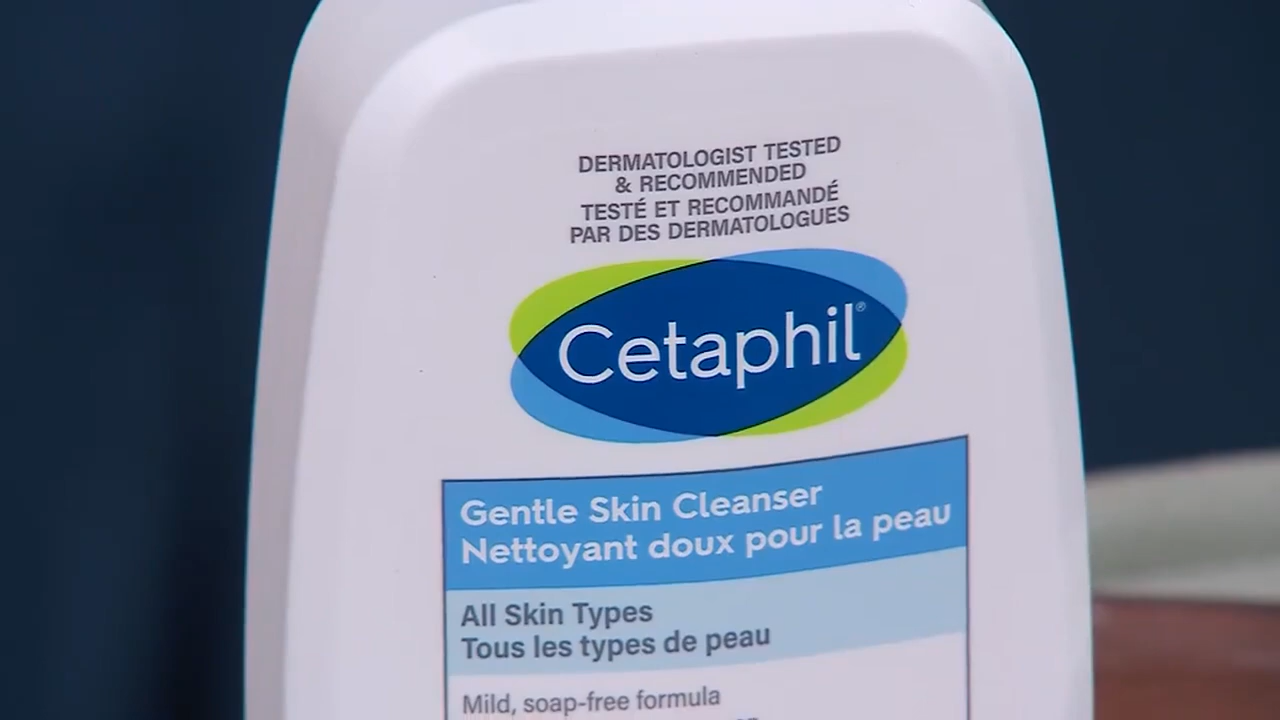 DERMATOLOGIST TESTED
& RECOMMENDED
TESTÉ ET RECOMMANDÉ
PAR DES DERMATOLOGUES
Cetaphil®
Gentle Skin Cleanser
Nettoyant doux pour la peau
All Skin Types
Tous les types de peau
Mild, soap-free formula